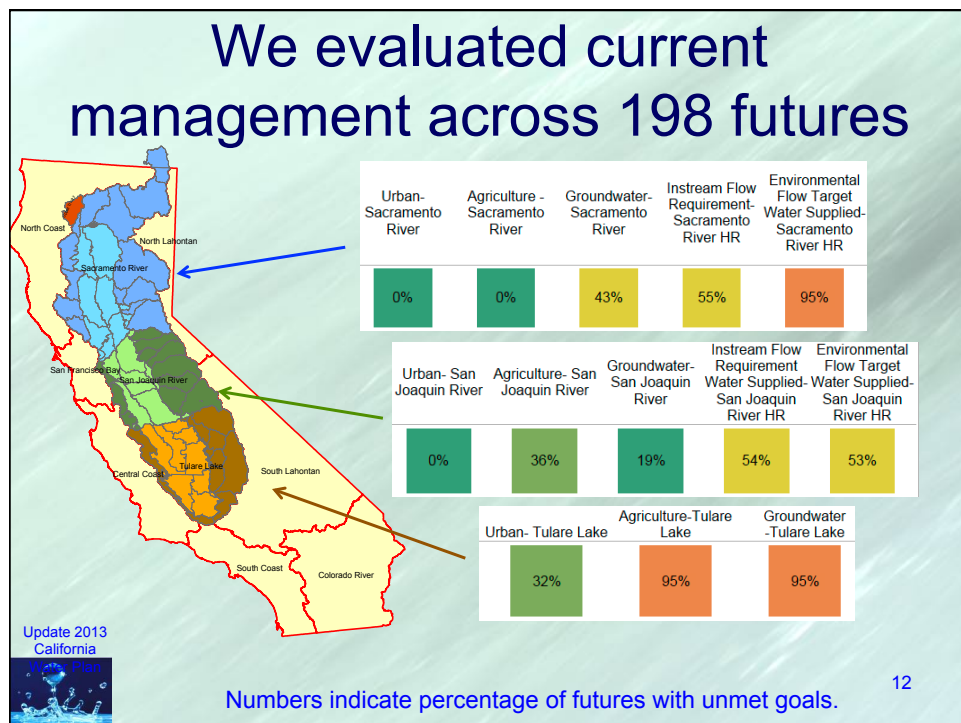 We evaluated current
management across 198 futures
North Coast
North Lahontan
Sacramento River
San Francisco Bay
San Joaquin River
Central Coast
Tulare Lake
South Lahontan
South Coast
Colorado River
Urban-
Sacramento
River
Agriculture -
Sacramento
River
Groundwater-
Sacramento
River
Instream Flow
Requirement-
Sacramento
River HR
Environmental
Flow Target
Water Supplied-
Sacramento
River HR
0%
0%
43%
55%
95%
Urban- San
Joaquin River
Agriculture- San
Joaquin River
Groundwater-
San Joaquin
River
Instream Flow
Requirement
Water Supplied-
San Joaquin
River HR
Environmental
Flow Target
Water Supplied-
San Joaquin
River HR
0%
36%
19%
54%
53%
Urban- Tulare Lake
Agriculture-Tulare
Lake
Groundwater
-Tulare Lake
32%
95%
95%
Update 2013
California
Water Plan
Numbers indicate percentage of futures with unmet goals.
12